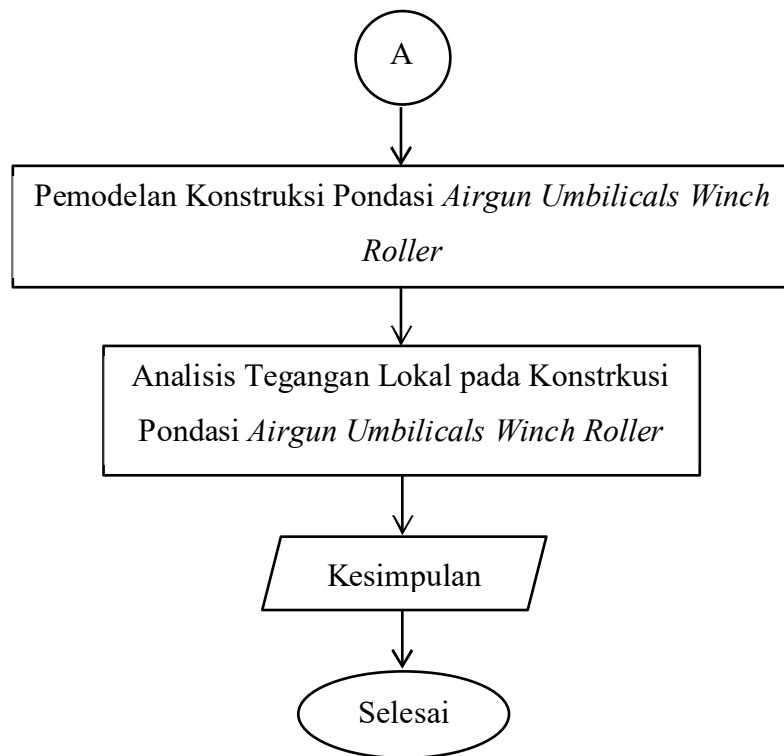 A
Pemodelan Konstruksi Pondasi Airgun Umbilicals Winch
Roller
Analisis Tegangan Lokal pada Konstrkusi
Pondasi Airgun Umbilicals Winch Roller
Kesimpulan
Selesai